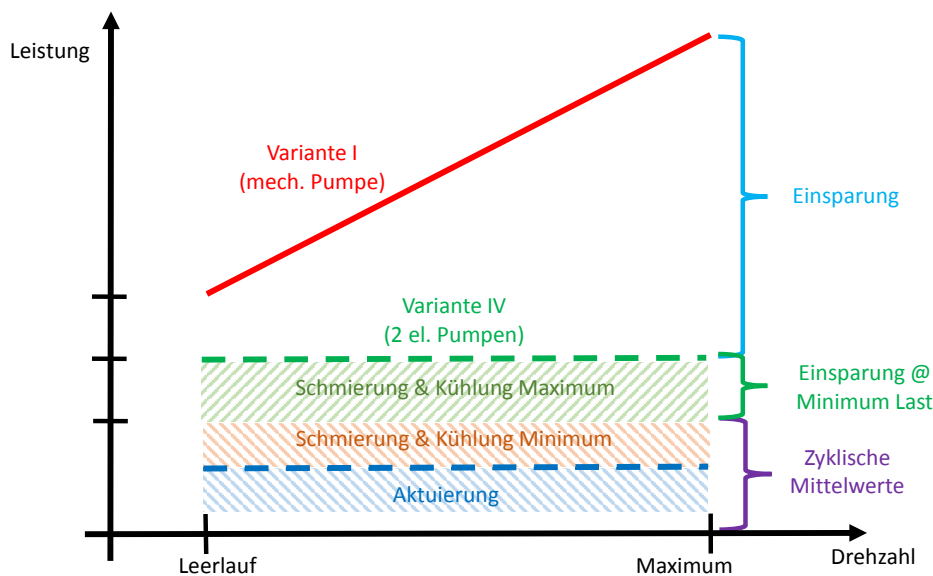 Leistung
Variante I
(mech. Pumpe)
Einsparung
Variante IV
(2 el. Pumpen)
Schmierung & Kühlung Maximum
Einsparung @
Minimum Last
Schmierung & Kühlung Minimum
Zyklische
Mittelwerte
Aktuierung
Leerlauf
Maximum
Drehzahl